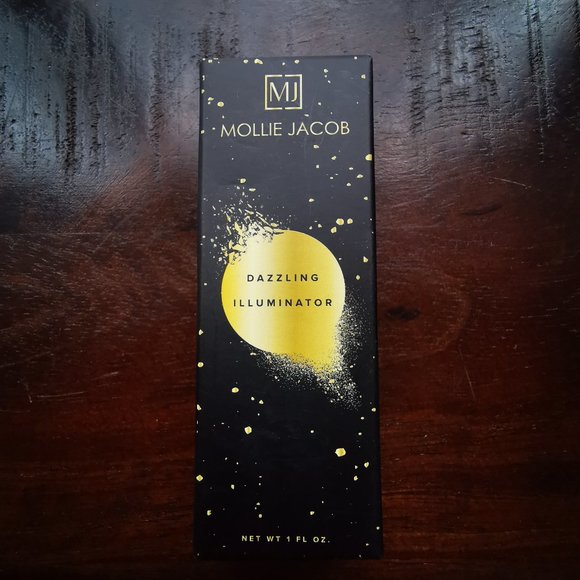 MJ
MOLLIE JACOB
DAZZLING
ILLUMINATOR
NET WT 1 FL OZ.